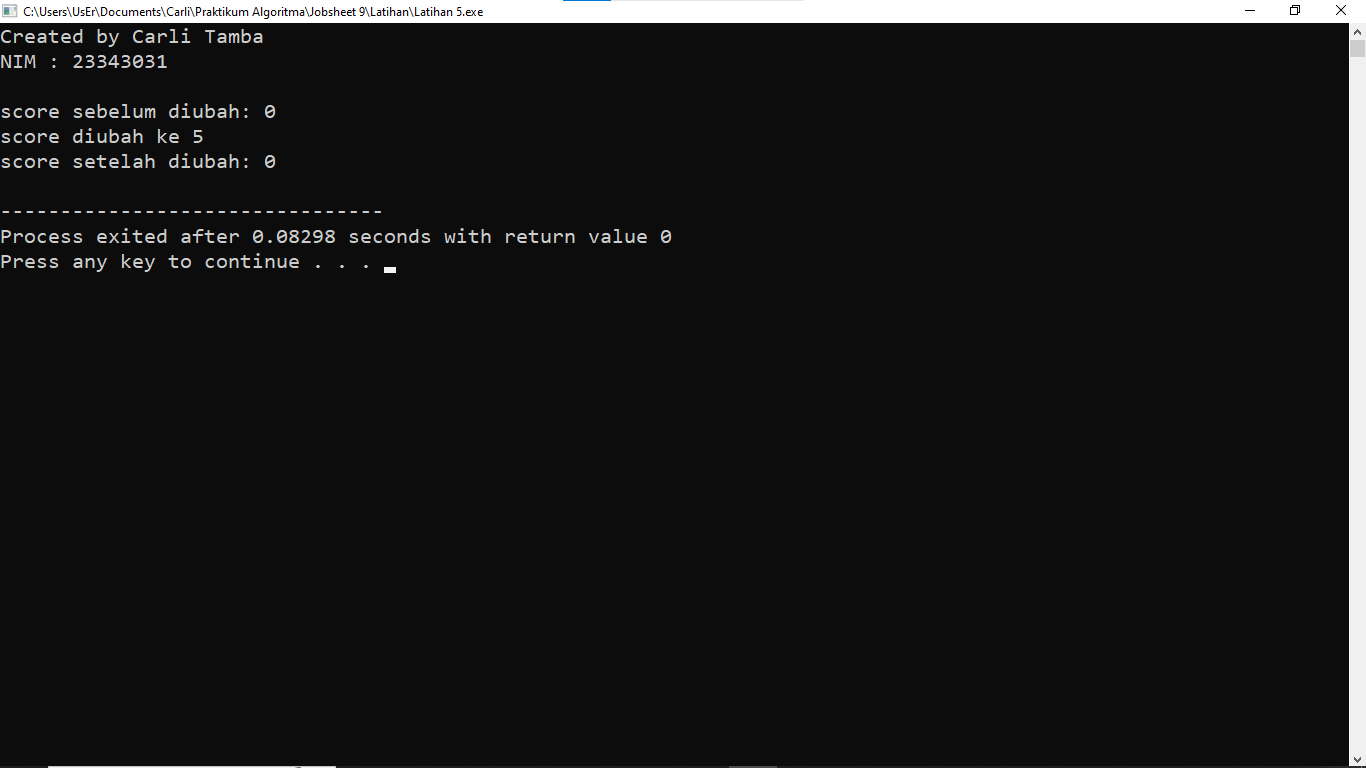 C:\Users\UsEr\Documents\Carli\Praktikum Algoritma\Jobsheet 9\Latihan\Latihan 5.exe
Created by Carli Tamba
NIM : 23343031
score sebelum diubah: 0
score diubah ke 5
score setelah diubah: 0
--------------------------------
Process exited after 0.08298 seconds with return value 0
Press any key to continue . . .